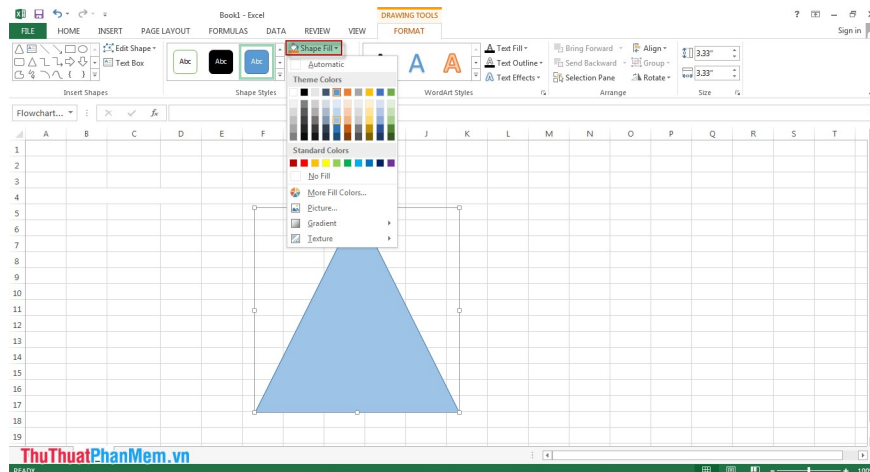 Book1 - Excel
DRAWING TOOLS
FILE HOME INSERT PAGE LAYOUT FORMULAS DATA REVIEW VIEW FORMAT
Sign in
Edit Shape
Text Box
Abc Abc Abc
Shape Fill
A A A
Text Fill
Text Outline
Text Effects
Bring Forward
Send Backward
Selection Pane
Align
Group
Rotate
3.33"
3.33"
Insert Shapes
Shape Styles
WordArt Styles
Arrange
Size
Automatic
Theme Colors
Standard Colors
No Fill
More Fill Colors...
Picture...
Gradient
Texture
Flowchart...
fx
A B C D E F J K L M N O P Q R S T
1
2
3
4
5
6
7
8
9
10
11
12
13
14
15
16
17
18
19
ThuThuatPhanMem.vn
READY
100%